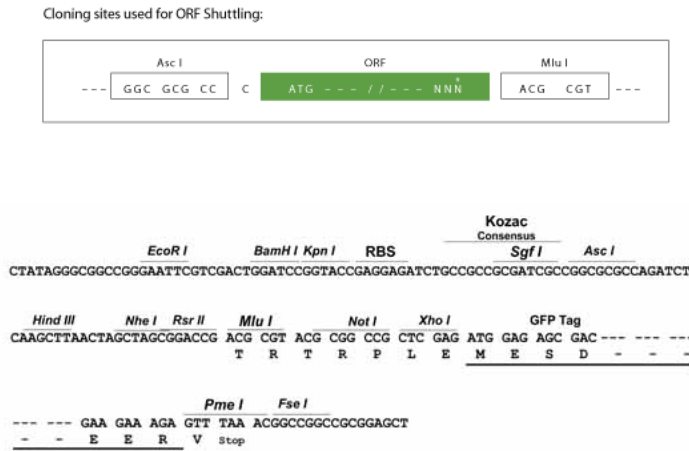 Cloning sites used for ORF Shuttling:
Asc I ORF Mlu I
--- GGC GCG CC C ATG --- // --- NNN* ACG CGT ---
Kozac
Consensus
EcoR I BamH I Kpn I RBS Sgf I Asc I
CTATAGGGCGGCCGGGAATTCGTCGACTGGATCCGGTACCGAGGAGATCTGCCGCCGCGATCGCCGGCGCGCCAGATCT
Hind III Nhe I Rsr II Mlu I Not I Xho I GFP Tag
CAAGCTTAACTAGCTAGCGGACCG ACG CGT ACG CGG CCG CTC GAG ATG GAG AGC GAC --- --- ---
T R T R P L E M E S D - - -
Pme I Fse I
--- --- GAA GAA AGA GTT TAA ACGGCCGGCCGCGGAGCT
- - E E R V Stop